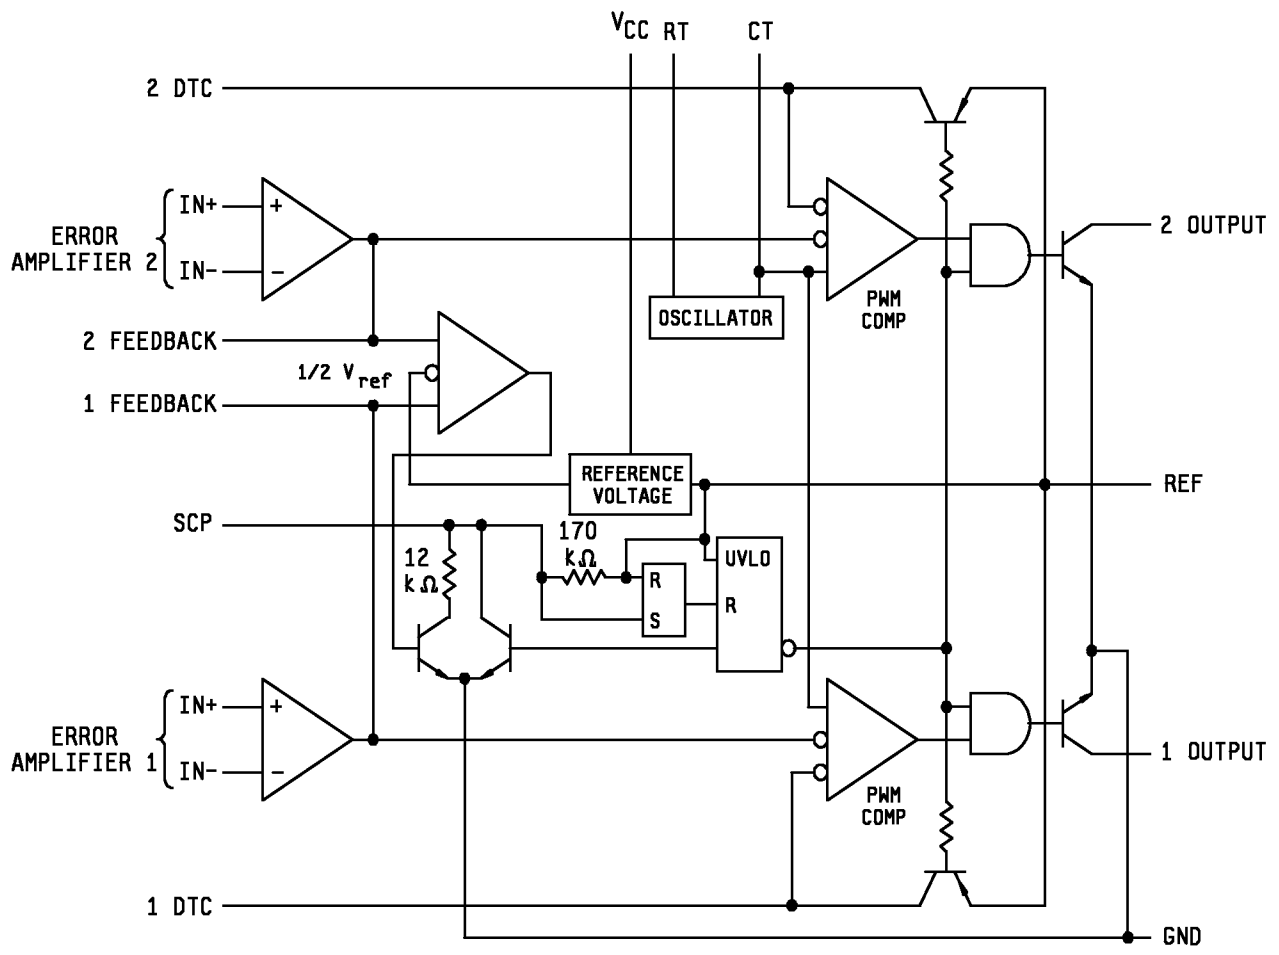 VCC RT CT
2 DTC
IN+
+
ERROR
AMPLIFIER 2
IN-
-
2 OUTPUT
PWM
COMP
OSCILLATOR
2 FEEDBACK
1/2 Vref
1 FEEDBACK
REFERENCE
VOLTAGE
REF
SCP
170
kΩ
12
kΩ
UVLO
R
S
R
IN+
+
ERROR
AMPLIFIER 1
IN-
-
1 OUTPUT
PWM
COMP
1 DTC
GND